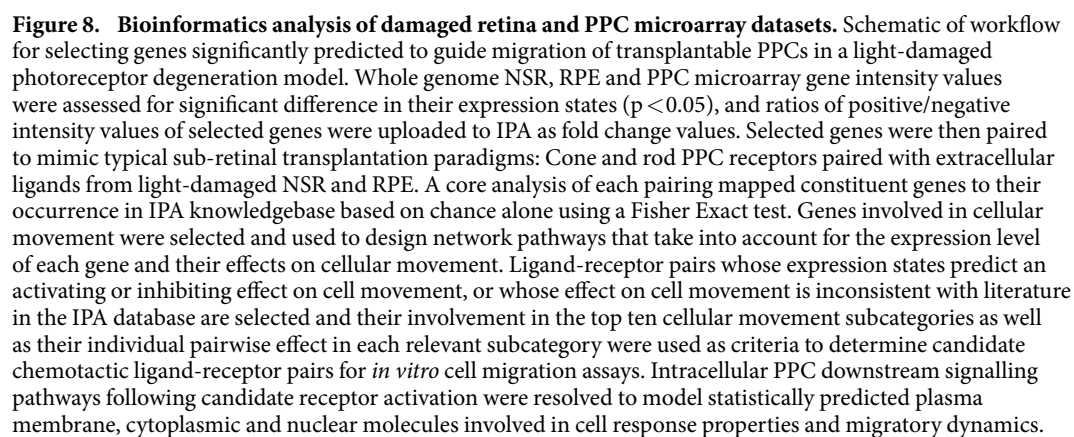 Figure 8. Bioinformatics analysis of damaged retina and PPC microarray datasets. Schematic of workflow
for selecting genes significantly predicted to guide migration of transplantable PPCs in a light-damaged
photoreceptor degeneration model. Whole genome NSR, RPE and PPC microarray gene intensity values
were assessed for significant difference in their expression states (p < 0.05), and ratios of positive/negative
intensity values of selected genes were uploaded to IPA as fold change values. Selected genes were then paired
to mimic typical sub-retinal transplantation paradigms: Cone and rod PPC receptors paired with extracellular
ligands from light-damaged NSR and RPE. A core analysis of each pairing mapped constituent genes to their
occurrence in IPA knowledgebase based on chance alone using a Fisher Exact test. Genes involved in cellular
movement were selected and used to design network pathways that take into account for the expression level
of each gene and their effects on cellular movement. Ligand-receptor pairs whose expression states predict an
activating or inhibiting effect on cell movement, or whose effect on cell movement is inconsistent with literature
in the IPA database are selected and their involvement in the top ten cellular movement subcategories as well
as their individual pairwise effect in each relevant subcategory were used as criteria to determine candidate
chemotactic ligand-receptor pairs for in vitro cell migration assays. Intracellular PPC downstream signalling
pathways following candidate receptor activation were resolved to model statistically predicted plasma
membrane, cytoplasmic and nuclear molecules involved in cell response properties and migratory dynamics.